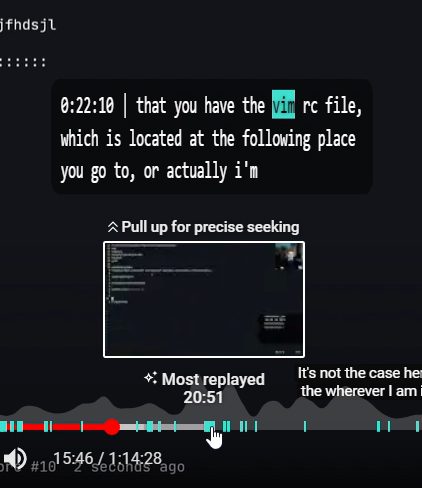 jfhdsjl
::::::
0:22:10 | that you have the vim rc file,
which is located at the following place
you go to, or actually i'm
Pull up for precise seeking
Most replayed
20:51
It's not the case her
the wherever I am i
15:46 / 1:14:28
#10 2 seconds ago